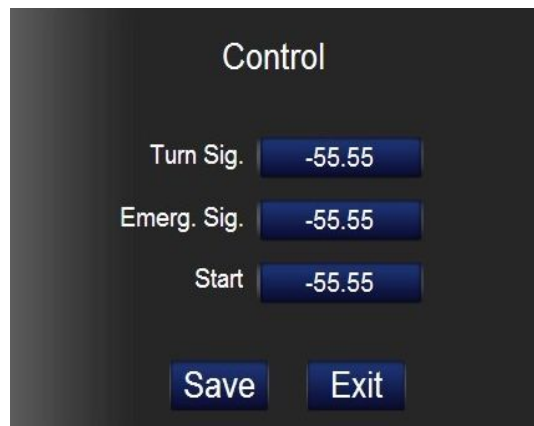 Control
Turn Sig. -55.55
Emerg. Sig. -55.55
Start -55.55
Save Exit